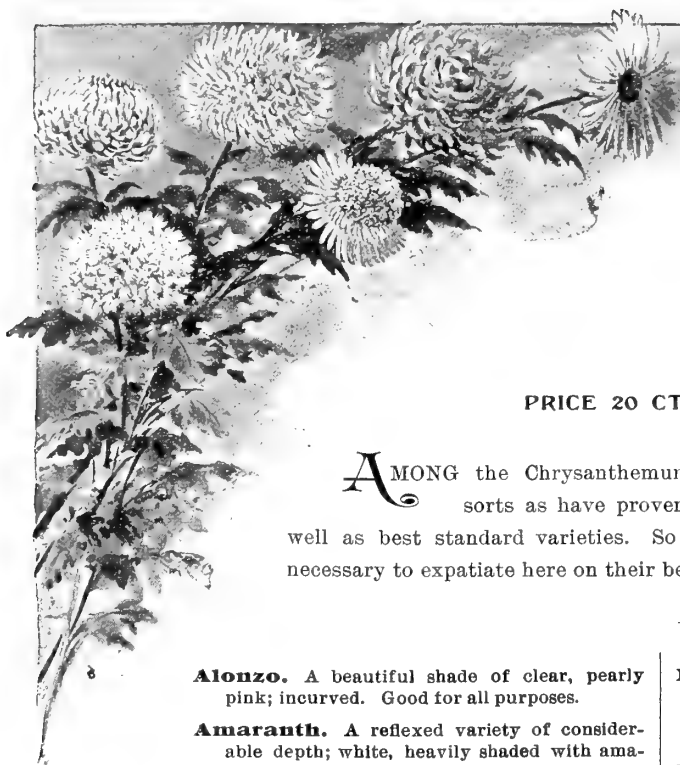 PRICE 20 CT
AMONG the Chrysanthemum
sorts as have proven
well as best standard varieties. So
necessary to expatiate here on their be
Alonzo. A beautiful shade of clear, pearly
pink; incurved. Good for all purposes.
Amaranth. A reflexed variety of consider-
able depth; white, heavily shaded with ama-